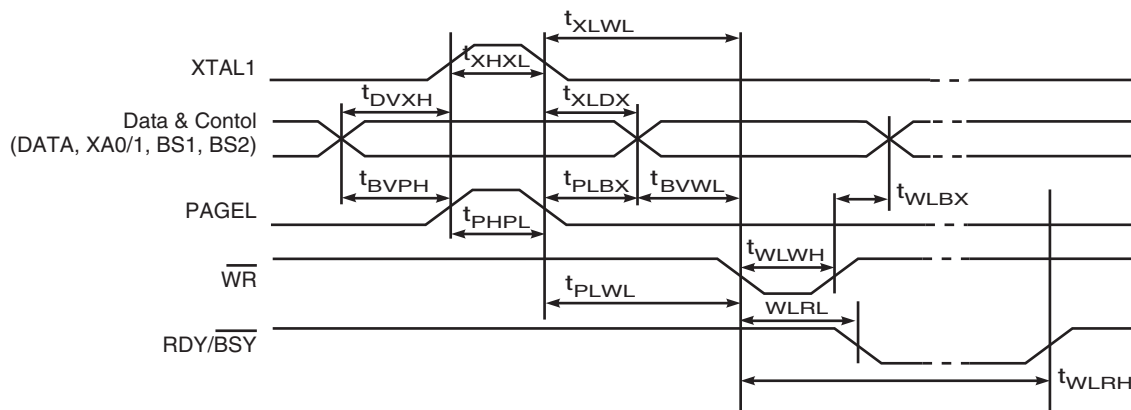 tXLWL
XTAL1
tXHXL
tDVXH
tXLDX
Data & Contol
(DATA, XA0/1, BS1, BS2)
tBVPH
tPLBX
tBVWL
tWLBX
PAGEL
tPHPL
tWLWH
WR
tPLWL
WLRL
RDY/BSY
tWLRH